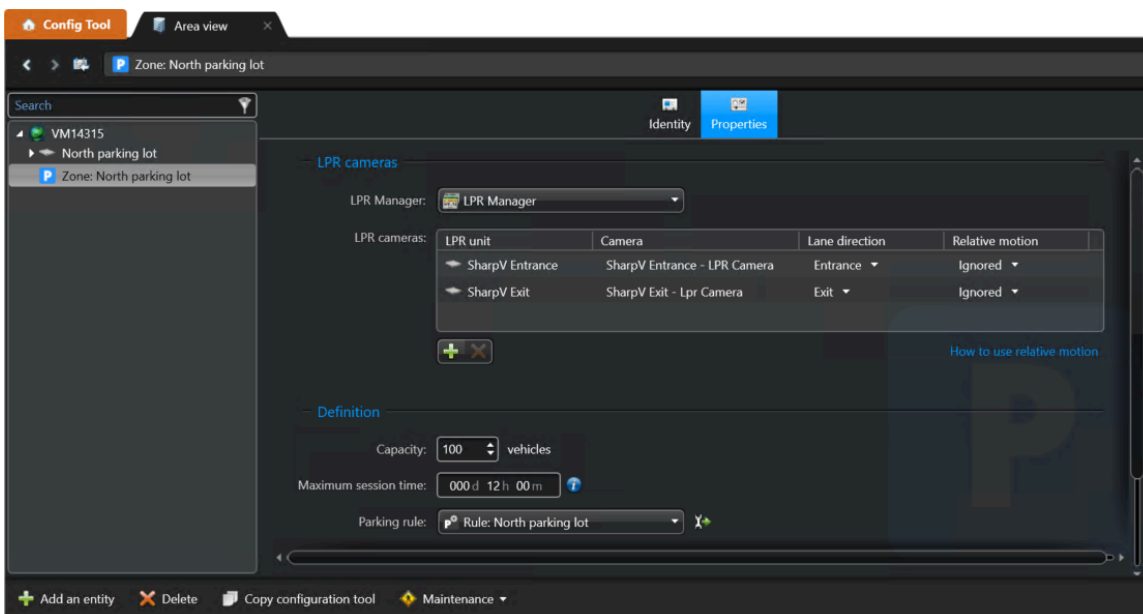 Config Tool
Area view
P Zone: North parking lot
Search
VM14315
North parking lot
P Zone: North parking lot
Identity
Properties
LPR cameras
LPR Manager: LPR Manager
LPR cameras:
LPR unit Camera Lane direction Relative motion
SharpV Entrance SharpV Entrance - LPR Camera Entrance Ignored
SharpV Exit SharpV Exit - Lpr Camera Exit Ignored
How to use relative motion
P
Definition
Capacity: 100 vehicles
Maximum session time: 000 d 12 h 00 m
Parking rule: P Rule: North parking lot
Add an entity Delete Copy configuration tool Maintenance